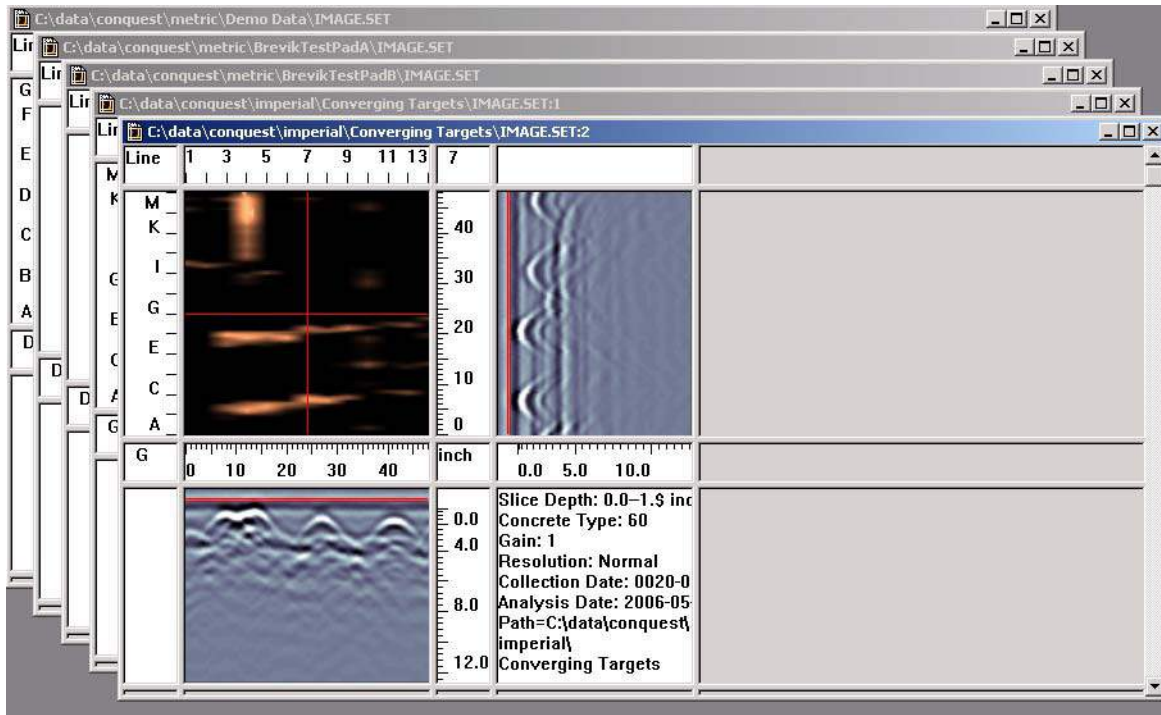 C:\data\conquest\metric\Demo Data\IMAGE.SET
Lir
C:\data\conquest\metric\BrevikTestPadA\IMAGE.SET
Lir
C:\data\conquest\metric\BrevikTestPadB\IMAGE.SET
Lir
C:\data\conquest\imperial\Converging Targets\IMAGE.SET:1
Lir
C:\data\conquest\imperial\Converging Targets\IMAGE.SET:2
Line
1 3 5 7 9 11 13
7
G
F
E
D
C
B
A
D
D
D
G
M
K
I
G
E
C
A
40
30
20
10
0
G
0 10 20 30 40
inch
0.0 5.0 10.0
0.0
4.0
8.0
12.0
Slice Depth: 0.0–1.$ inc
Concrete Type: 60
Gain: 1
Resolution: Normal
Collection Date: 0020-0
Analysis Date: 2006-05-
Path=C:\data\conquest\
imperial\
Converging Targets